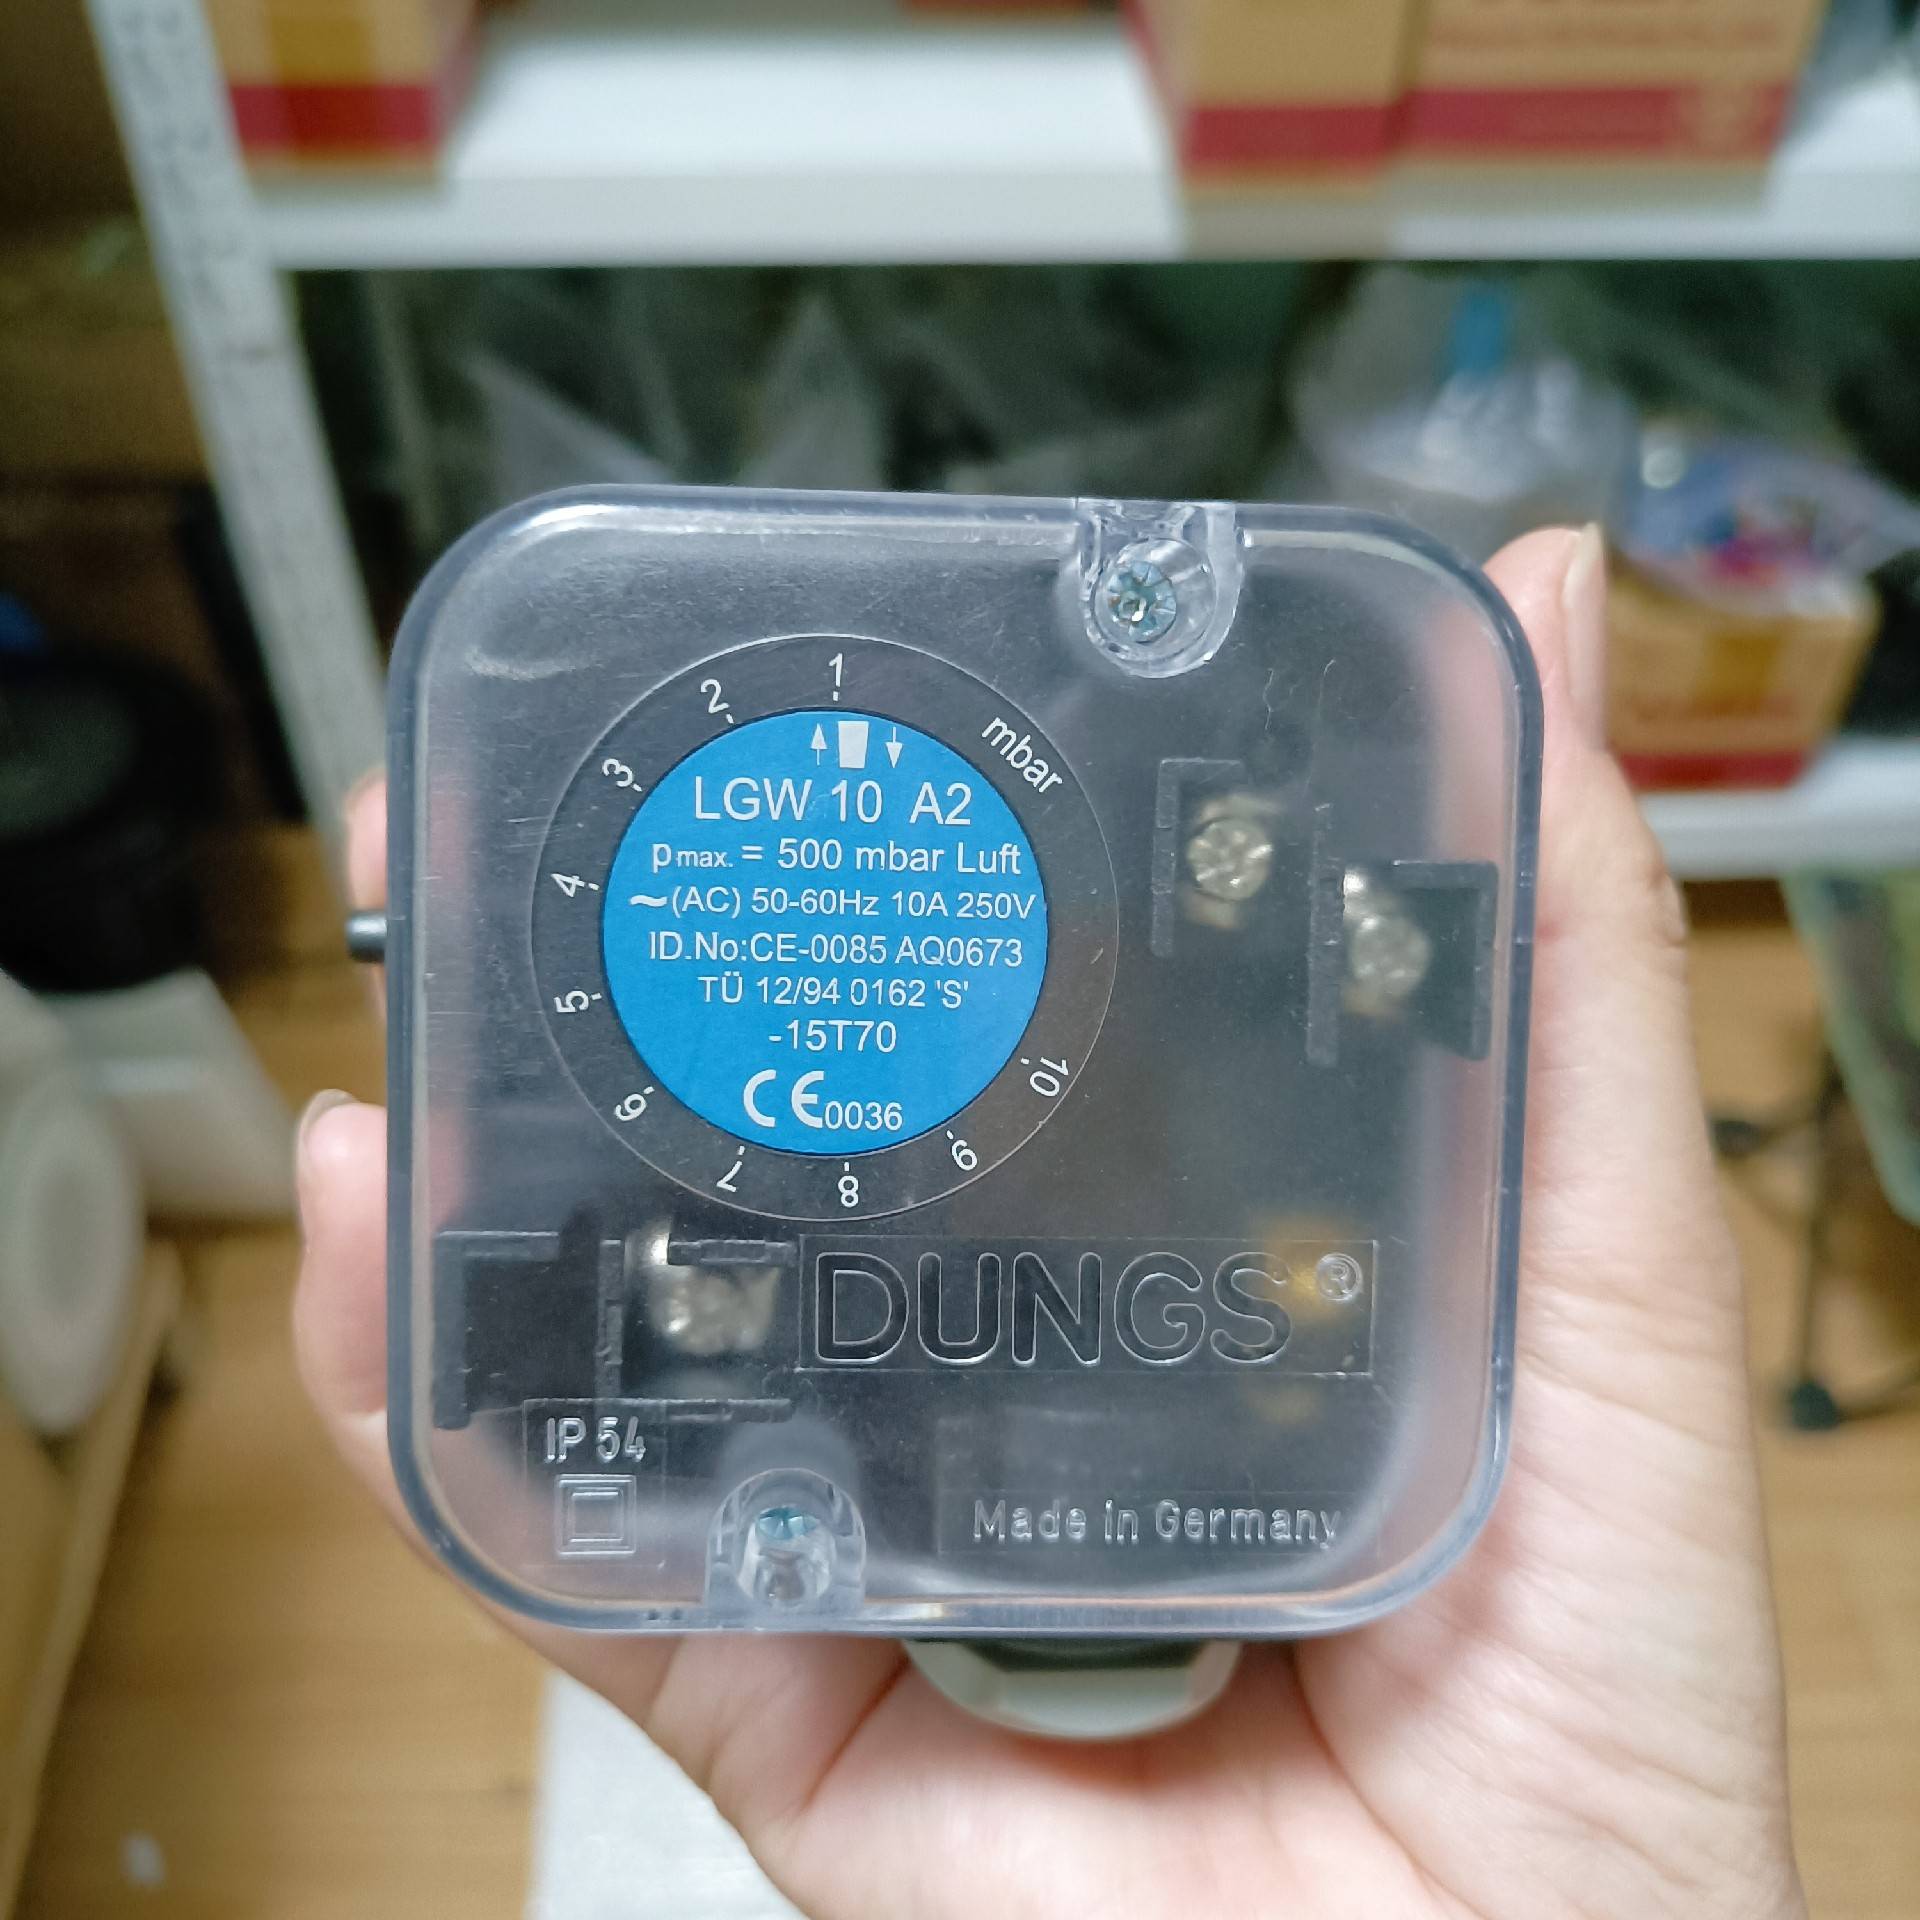 1
2
3
4
5
6
7
8
9
10
mbar
LGW 10 A2
pmax. = 500 mbar Luft
~(AC) 50-60Hz 10A 250V
ID.No:CE-0085 AQ0673
TÜ 12/94 0162 'S'
-15T70
CE0036
DUNGS®
IP 54
Made in Germany